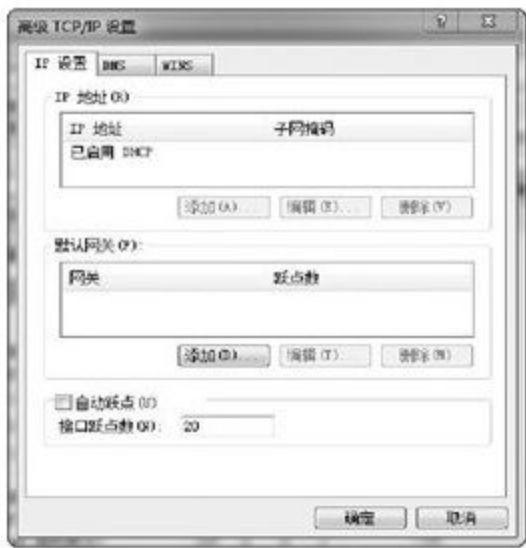 高级 TCP/IP 设置
IP 设置 DNS WINS
IP 地址(R)
IP 地址 子网掩码
已启用 DHCP
添加(A)... 编辑(E)... 删除(V)
默认网关(F):
网关 跃点数
添加(D)... 编辑(T)... 删除(M)
自动跃点(U)
接口跃点数(N): 20
确定 取消